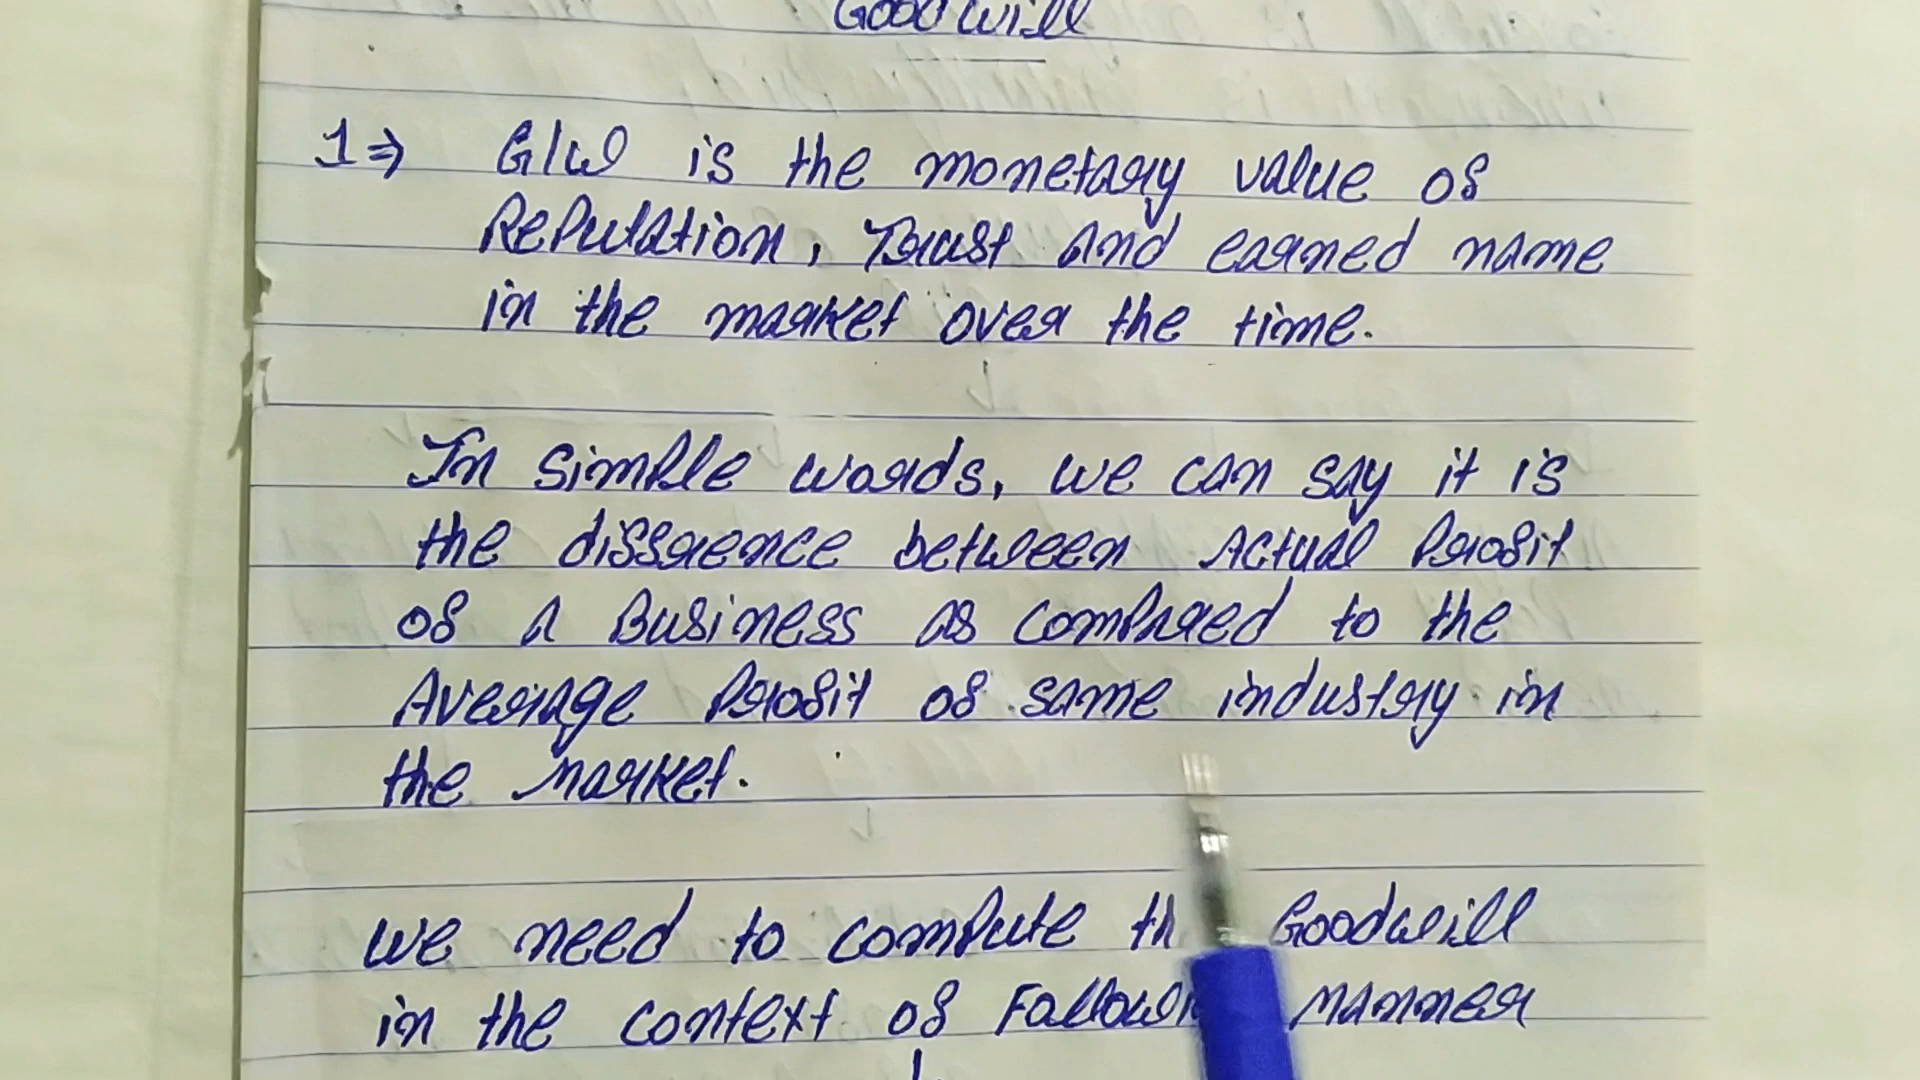 Goodwill
1⇒ G/W is the monetary value of
Reputation, Trust and earned name
in the market over the time.
In simple words, we can say it is
the diffrence between Actual Profit
of a Business as compared to the
Average Profit of same industry in
the market.
we need to compute Goodwill
in the context of manner